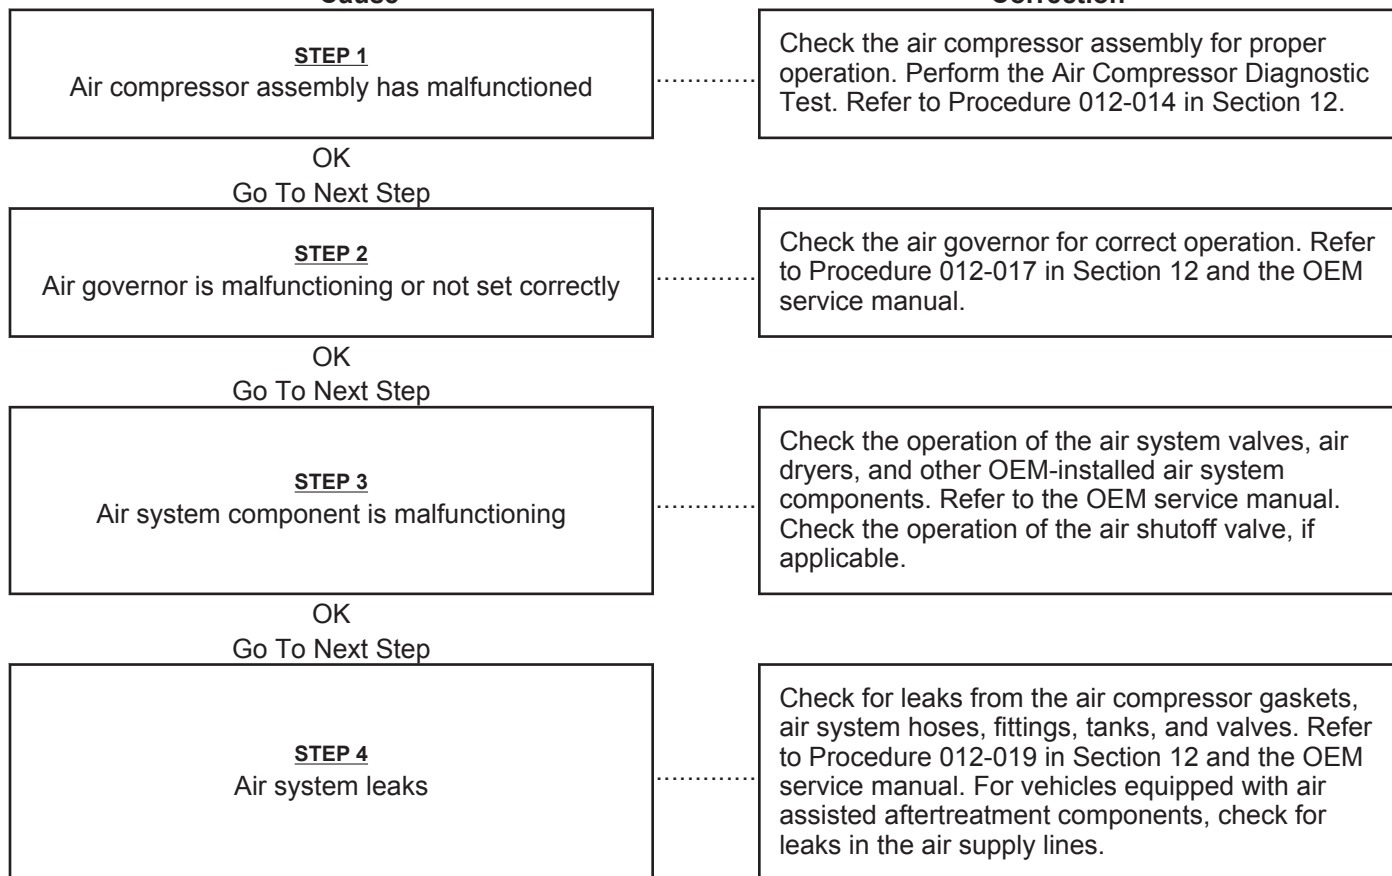 Cause
Correction
STEP 1
Air compressor assembly has malfunctioned
..............
Check the air compressor assembly for proper
operation. Perform the Air Compressor Diagnostic
Test. Refer to Procedure 012-014 in Section 12.
OK
Go To Next Step
STEP 2
Air governor is malfunctioning or not set correctly
..............
Check the air governor for correct operation. Refer
to Procedure 012-017 in Section 12 and the OEM
service manual.
OK
Go To Next Step
STEP 3
Air system component is malfunctioning
..............
Check the operation of the air system valves, air
dryers, and other OEM-installed air system
components. Refer to the OEM service manual.
Check the operation of the air shutoff valve, if
applicable.
OK
Go To Next Step
STEP 4
Air system leaks
..............
Check for leaks from the air compressor gaskets,
air system hoses, fittings, tanks, and valves. Refer
to Procedure 012-019 in Section 12 and the OEM
service manual. For vehicles equipped with air
assisted aftertreatment components, check for
leaks in the air supply lines.